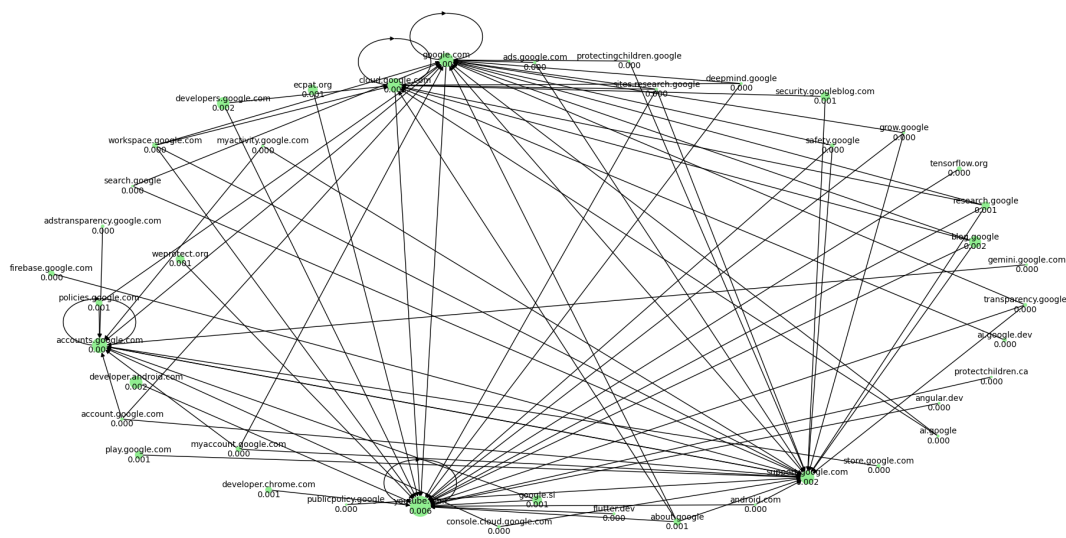 google.com
ads.google.com
0.000
protectingchildren.google
0.000
cloud.google.com
sites.research.google
0.000
deepmind.google
0.000
ecpat.org
0.001
security.googleblog.com
0.001
developers.google.com
0.002
grow.google
0.000
workspace.google.com
0.000
myactivity.google.com
0.000
safety.google
0.000
tensorflow.org
0.000
search.google
0.000
research.google
0.001
adstransparency.google.com
0.000
blog.google
0.002
weprotect.org
0.001
gemini.google.com
0.000
firebase.google.com
0.000
policies.google.com
0.001
transparency.google
0.000
accounts.google.com
ai.google.dev
0.000
developer.android.com
0.002
protectchildren.ca
0.000
angular.dev
0.000
account.google.com
0.000
ai.google
0.000
myaccount.google.com
0.000
play.google.com
0.001
store.google.com
0.000
support.google.com
0.002
developer.chrome.com
0.001
publicpolicy.google
0.000
youtube.com
0.006
google.si
0.001
android.com
0.000
flutter.dev
0.000
about.google
0.001
console.cloud.google.com
0.000